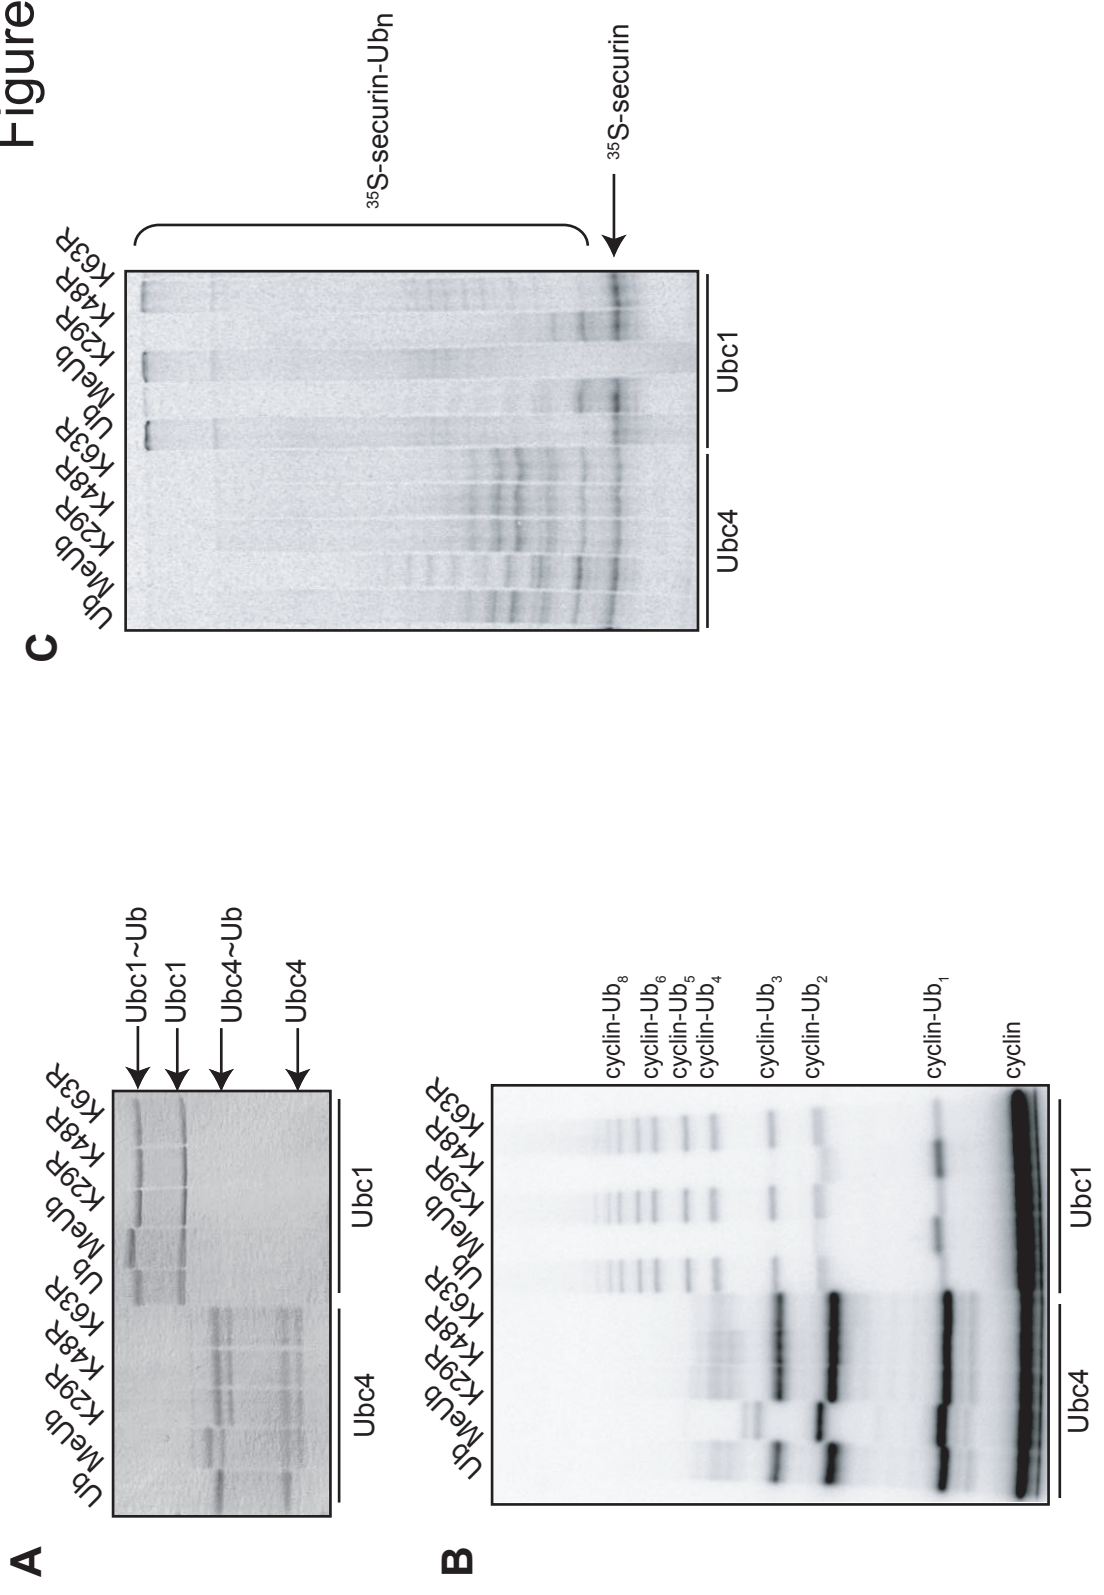 Figure
A
Ub MeUb K29R K48R K63R Ub MeUb K29R K48R K63R
Ubc1~Ub
Ubc1
Ubc4~Ub
Ubc4
Ubc4 Ubc1
B
Ub MeUb K29R K48R K63R Ub MeUb K29R K48R K63R
cyclin-Ub8
cyclin-Ub6
cyclin-Ub5
cyclin-Ub4
cyclin-Ub3
cyclin-Ub2
cyclin-Ub1
cyclin
Ubc4 Ubc1
C
Ub MeUb K29R K48R K63R Ub MeUb K29R K48R K63R
35S-securin-Ubn
35S-securin
Ubc4 Ubc1